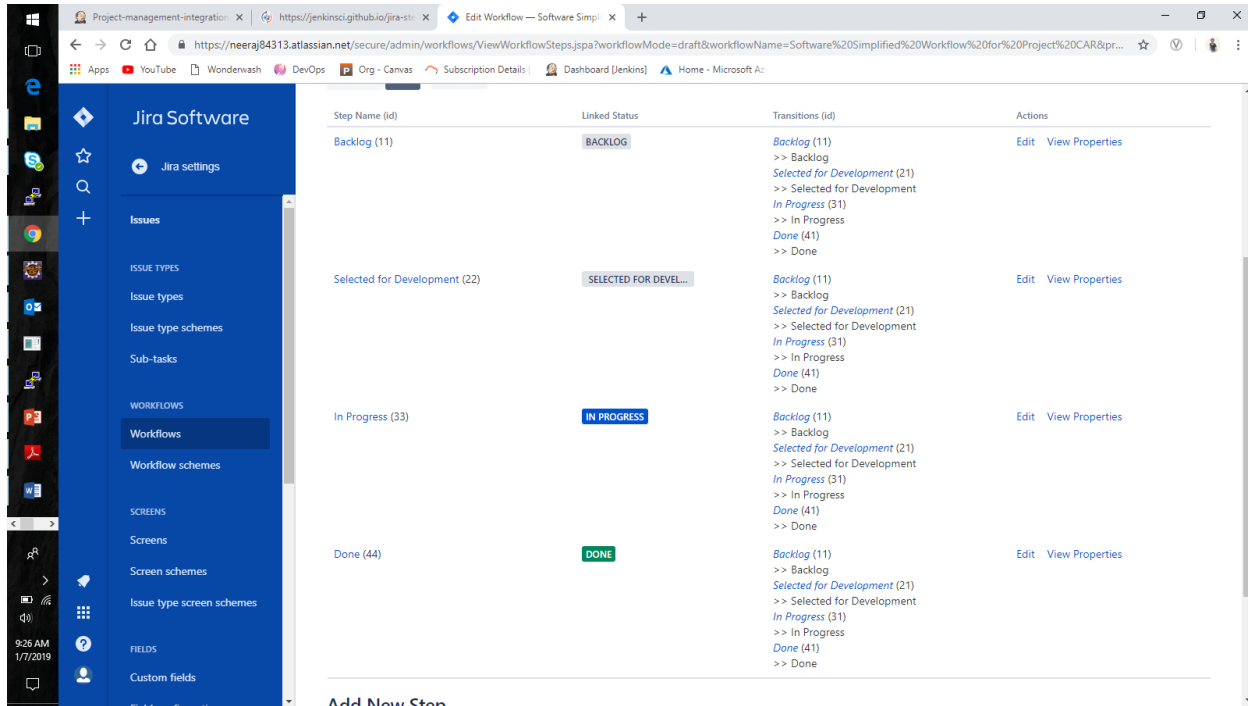 Project-management-integration
https://jenkinsci.github.io/jira-ste
Edit Workflow — Software Simpl
https://neeraj84313.atlassian.net/secure/admin/workflows/ViewWorkflowSteps.jspa?workflowMode=draft&workflowName=Software%20Simplified%20Workflow%20for%20Project%20CAR&pr...
Apps YouTube Wonderwash DevOps Org - Canvas Subscription Details | Dashboard [Jenkins] Home - Microsoft Az
Jira Software
Jira settings
Issues
ISSUE TYPES
Issue types
Issue type schemes
Sub-tasks
WORKFLOWS
Workflows
Workflow schemes
SCREENS
Screens
Screen schemes
Issue type screen schemes
FIELDS
Custom fields
Step Name (id) Linked Status Transitions (id) Actions
Backlog (11) BACKLOG Backlog (11) Edit View Properties
>> Backlog
Selected for Development (21)
>> Selected for Development
In Progress (31)
>> In Progress
Done (41)
>> Done
Selected for Development (22) SELECTED FOR DEVEL... Backlog (11) Edit View Properties
>> Backlog
Selected for Development (21)
>> Selected for Development
In Progress (31)
>> In Progress
Done (41)
>> Done
In Progress (33) IN PROGRESS Backlog (11) Edit View Properties
>> Backlog
Selected for Development (21)
>> Selected for Development
In Progress (31)
>> In Progress
Done (41)
>> Done
Done (44) DONE Backlog (11) Edit View Properties
>> Backlog
Selected for Development (21)
>> Selected for Development
In Progress (31)
>> In Progress
Done (41)
>> Done
Add New Step
9:26 AM
1/7/2019